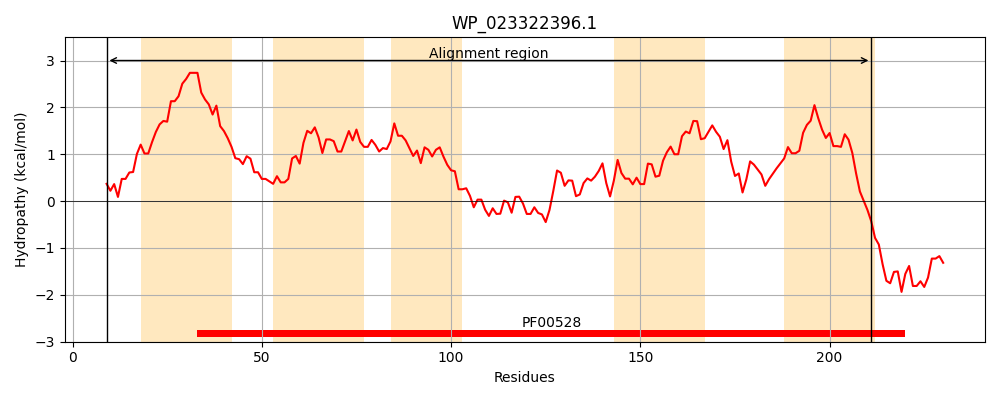 WP_023322396.1
Hydropathy (kcal/mol)
3
2
1
0
−1
−2
−3
Alignment region
PF00528
0
50
100
150
200
Residues